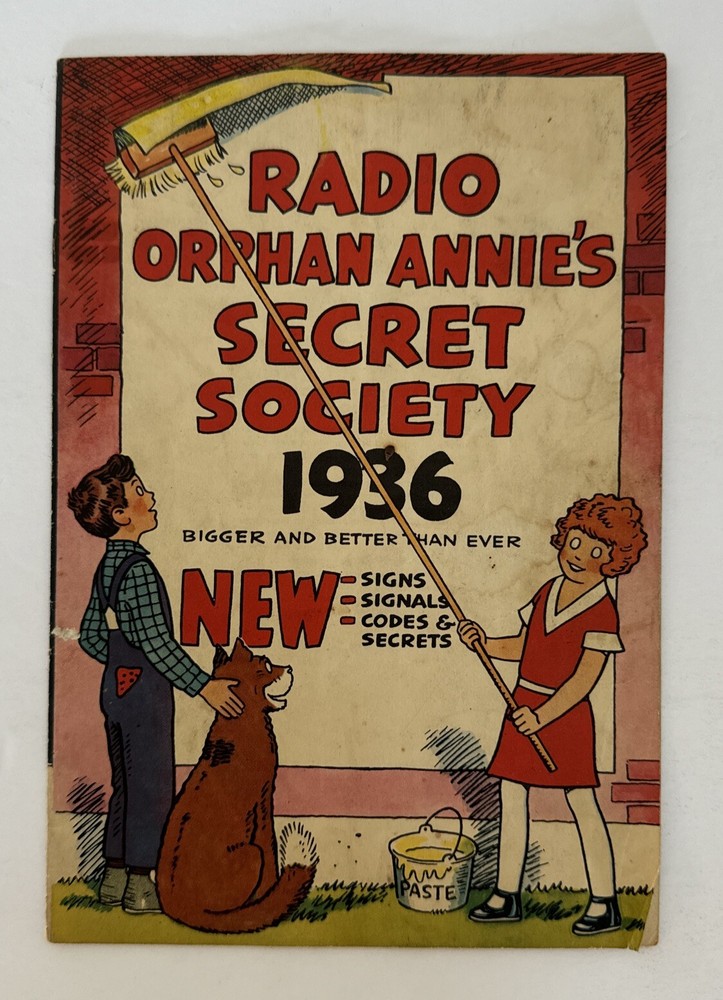 RADIO
ORPHAN ANNIE'S
SECRET
SOCIETY
1936
BIGGER AND BETTER THAN EVER
NEW - SIGNS
- SIGNALS
- CODES &
SECRETS
PASTE